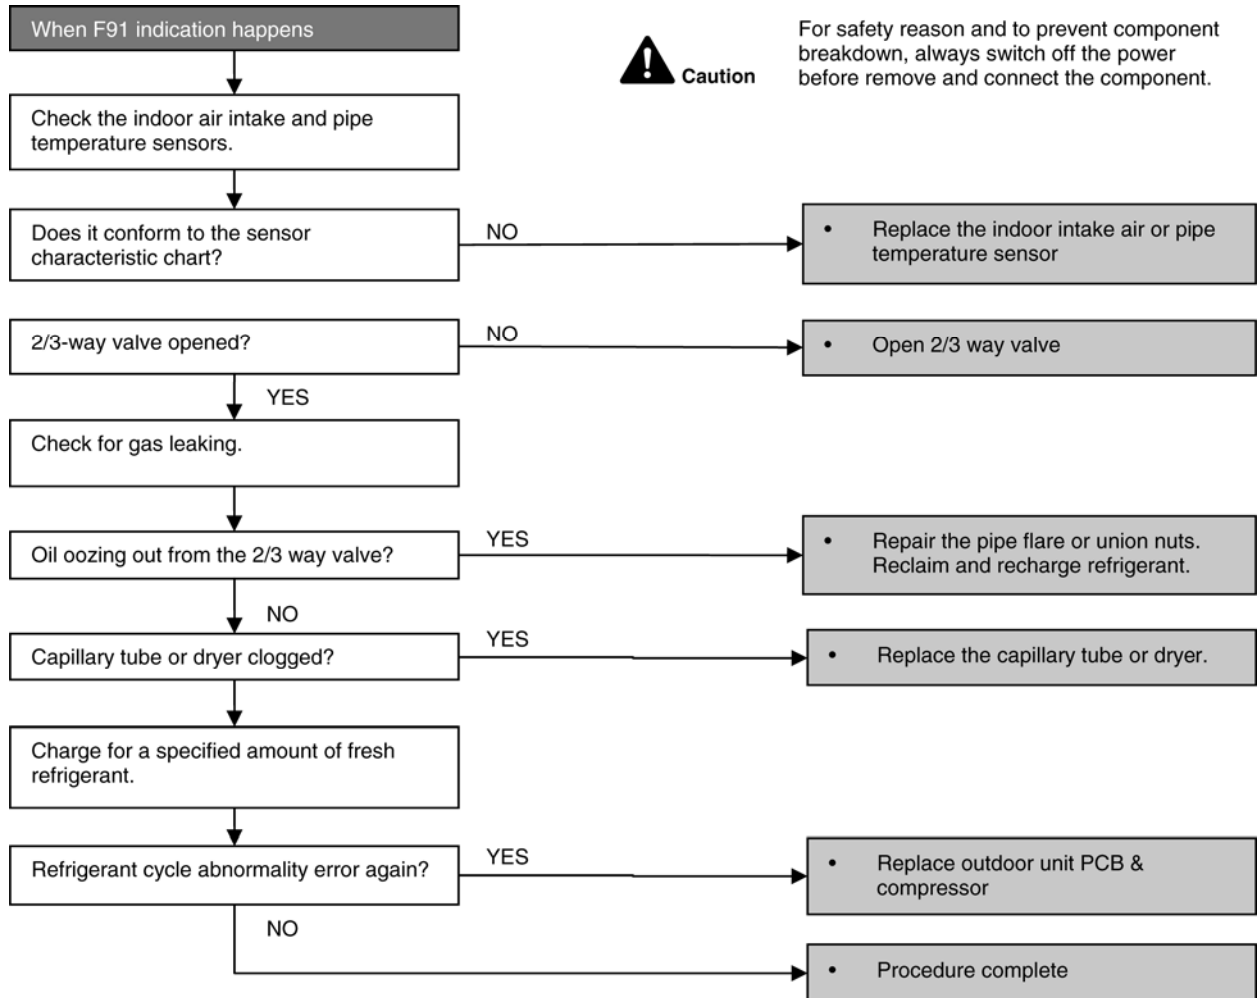 When F91 indication happens
Caution
For safety reason and to prevent component
breakdown, always switch off the power
before remove and connect the component.
Check the indoor air intake and pipe
temperature sensors.
Does it conform to the sensor
characteristic chart?
NO
• Replace the indoor intake air or pipe
temperature sensor
2/3-way valve opened?
NO
• Open 2/3 way valve
YES
Check for gas leaking.
Oil oozing out from the 2/3 way valve?
YES
• Repair the pipe flare or union nuts.
Reclaim and recharge refrigerant.
NO
Capillary tube or dryer clogged?
YES
• Replace the capillary tube or dryer.
Charge for a specified amount of fresh
refrigerant.
Refrigerant cycle abnormality error again?
YES
• Replace outdoor unit PCB &
compressor
NO
• Procedure complete